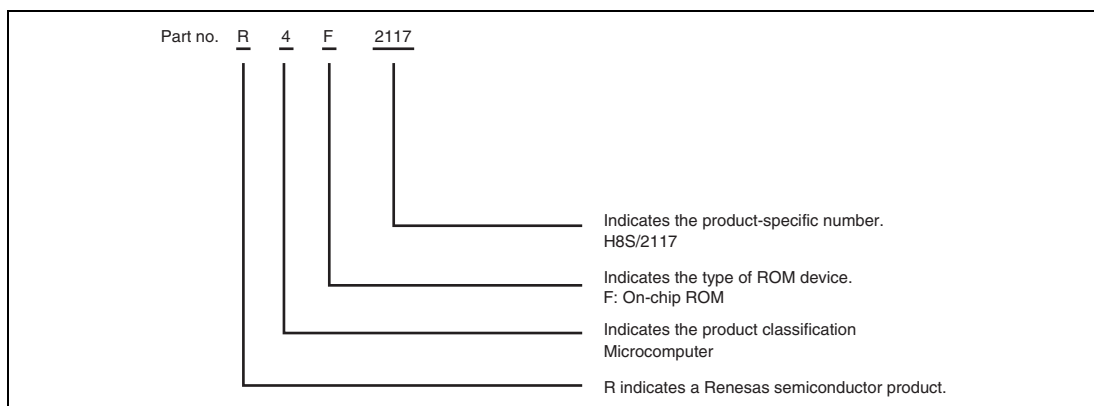 Part no. R 4 F 2117
Indicates the product-specific number.
H8S/2117
Indicates the type of ROM device.
F: On-chip ROM
Indicates the product classification
Microcomputer
R indicates a Renesas semiconductor product.